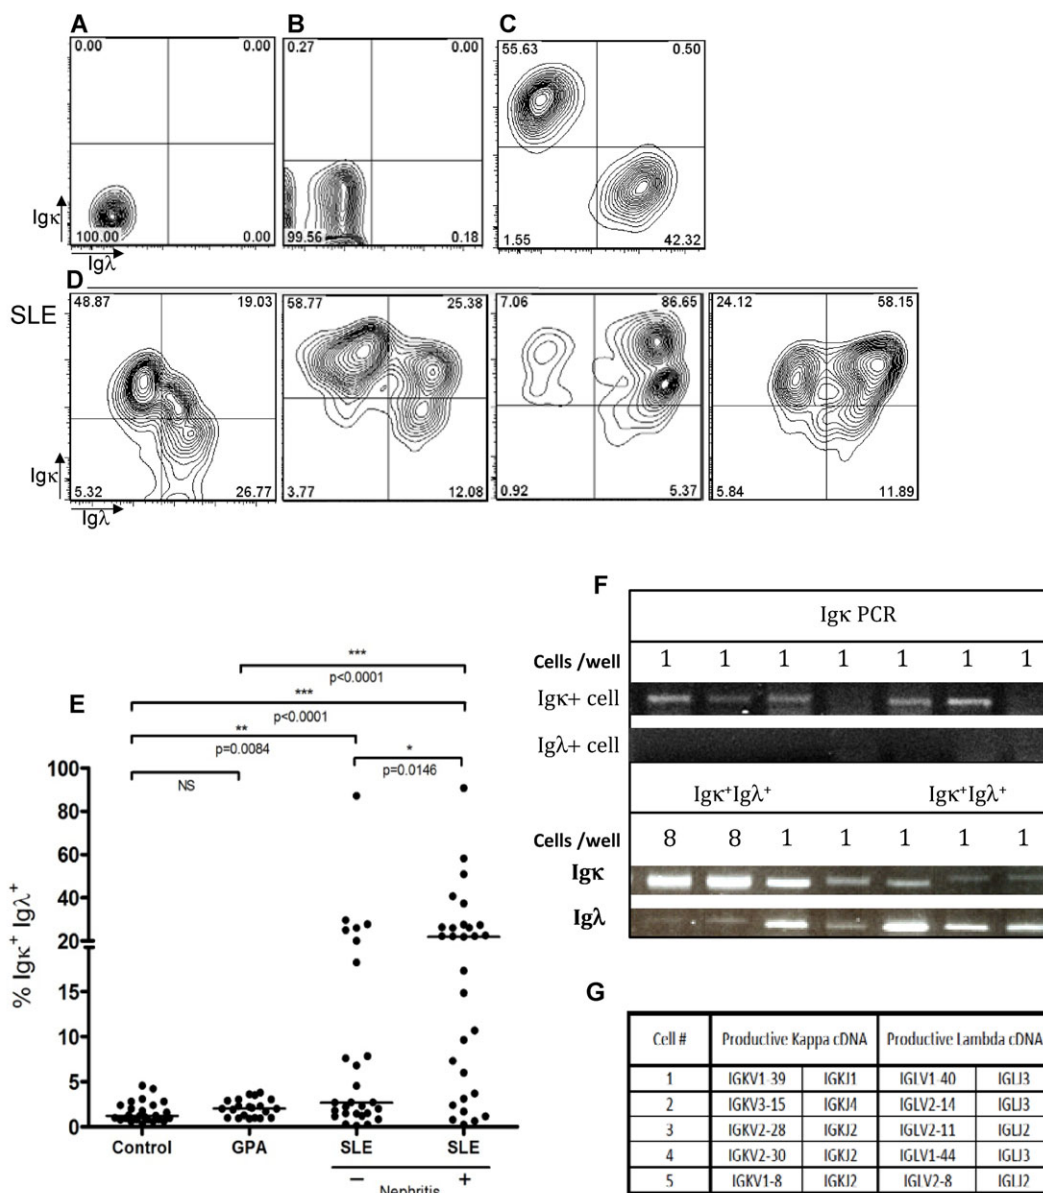 A
B
C
0.00 0.00
100.00 0.00
0.27 0.00
99.56 0.18
55.63 0.50
1.55 42.32
Igκ
Igλ
D
SLE
48.87 19.03
5.32 26.77
58.77 25.38
3.77 12.08
7.06 86.65
0.92 5.37
24.12 58.15
5.84 11.89
Igκ
Igλ
E
***
p<0.0001
***
p<0.0001
**
p=0.0084
*
p=0.0146
NS
% Igκ+ Igλ+
100
80
60
40
20
15
10
5
0
Control GPA SLE SLE
− +
Nephritis
F
Igκ PCR
Cells /well 1 1 1 1 1 1 1
Igκ+ cell
Igλ+ cell
Igκ+Igλ+ Igκ+Igλ+
Cells /well 8 8 1 1 1 1 1
Igκ
Igλ
G
Cell # Productive Kappa cDNA Productive Lambda cDNA
1 IGKV1-39 IGKJ1 IGLV1-40 IGLJ3
2 IGKV3-15 IGKJ4 IGLV2-14 IGLJ3
3 IGKV2-28 IGKJ2 IGLV2-11 IGLJ2
4 IGKV2-30 IGKJ2 IGLV1-44 IGLJ3
5 IGKV1-8 IGKJ2 IGLV2-8 IGLJ2